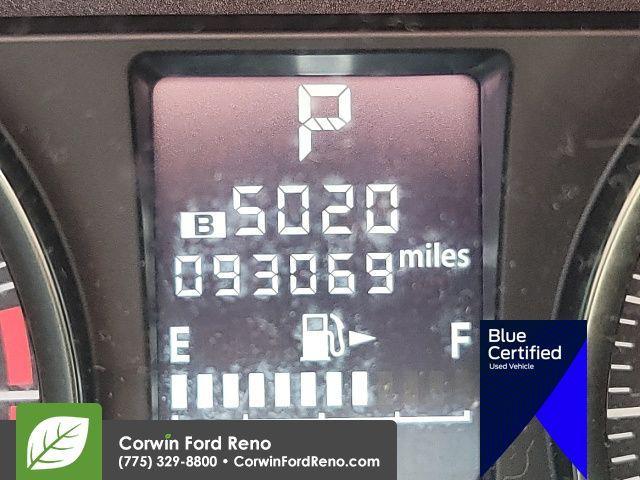 P
B 5020
093069 miles
E F
Blue
Certified
Used Vehicle
Corwin Ford Reno
(775) 329-8800 • CorwinFordReno.com